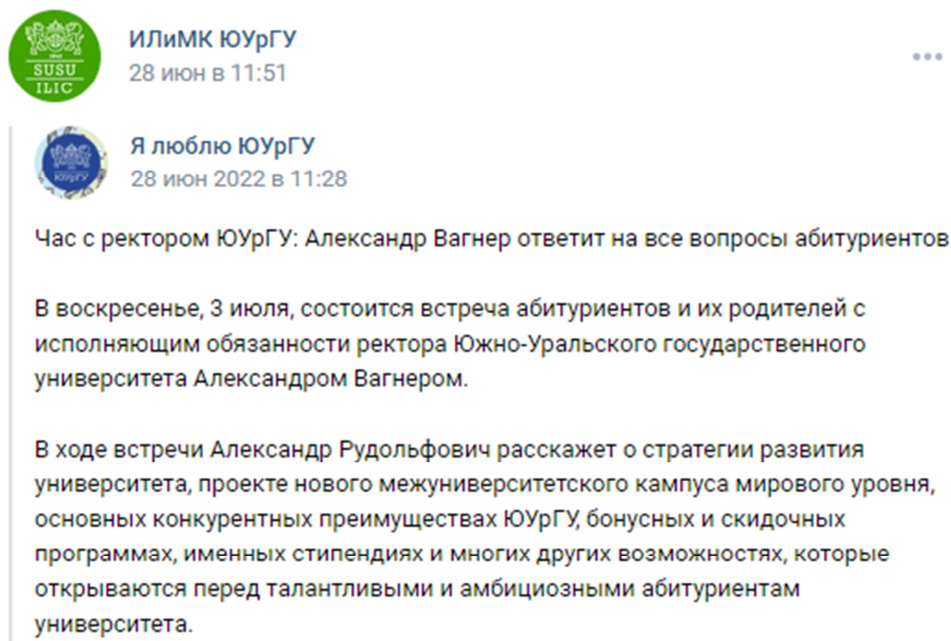 SUSU
ILIC
ИЛиМК ЮУрГУ
28 июн в 11:51
ЮУрГУ
Я люблю ЮУрГУ
28 июн 2022 в 11:28
Час с ректором ЮУрГУ: Александр Вагнер ответит на все вопросы абитуриентов
В воскресенье, 3 июля, состоится встреча абитуриентов и их родителей с
исполняющим обязанности ректора Южно-Уральского государственного
университета Александром Вагнером.
В ходе встречи Александр Рудольфович расскажет о стратегии развития
университета, проекте нового межуниверситетского кампуса мирового уровня,
основных конкурентных преимуществах ЮУрГУ, бонусных и скидочных
программах, именных стипендиях и многих других возможностях, которые
открываются перед талантливыми и амбициозными абитуриентам
университета.